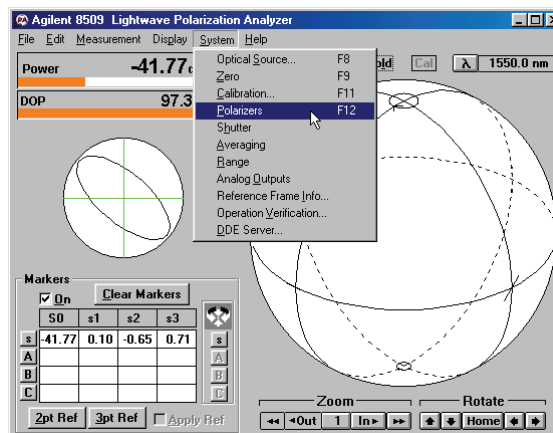 Agilent 8509 Lightwave Polarization Analyzer
File Edit Measurement Display System Help
Power -41.77
DOP 97.3
Optical Source... F8
Zero F9
Calibration... F11
Polarizers F12
Shutter
Averaging
Range
Analog Outputs
Reference Frame Info...
Operation Verification...
DDE Server...
Cal λ 1550.0 nm
Markers
On Clear Markers
S0 s1 s2 s3
s -41.77 0.10 -0.65 0.71 s
A A
B B
C C
2pt Ref 3pt Ref Apply Ref
Zoom
Out 1 In
Rotate
Home